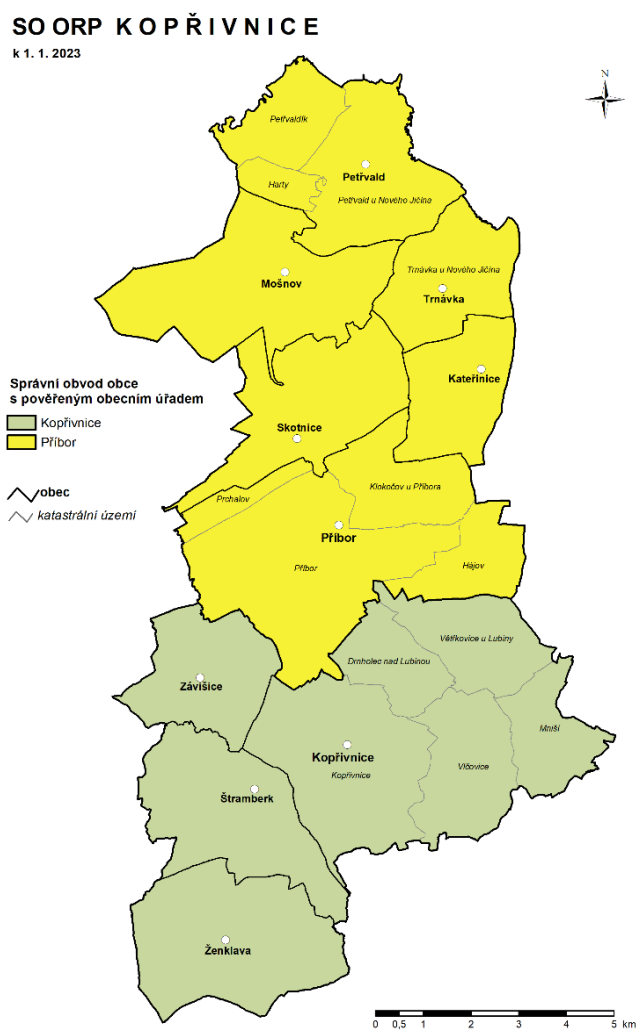 SO ORP K O P Ř I V N I C E
k 1. 1. 2023
N
Petřvaldík
Petřvald
Harty
Petřvald u Nového Jičína
Trnávka u Nového Jičína
Mošnov
Trnávka
Kateřinice
Správní obvod obce
s pověřeným obecním úřadem
Kopřivnice
Příbor
obec
katastrální území
Skotnice
Klokočov u Příbora
Prchalov
Příbor
Příbor
Hájov
Větřkovice u Lubiny
Drnholec nad Lubinou
Závišice
Mniší
Kopřivnice
Kopřivnice
Vlčovice
Štramberk
Ženklava
0 0,5 1 2 3 4 5 km